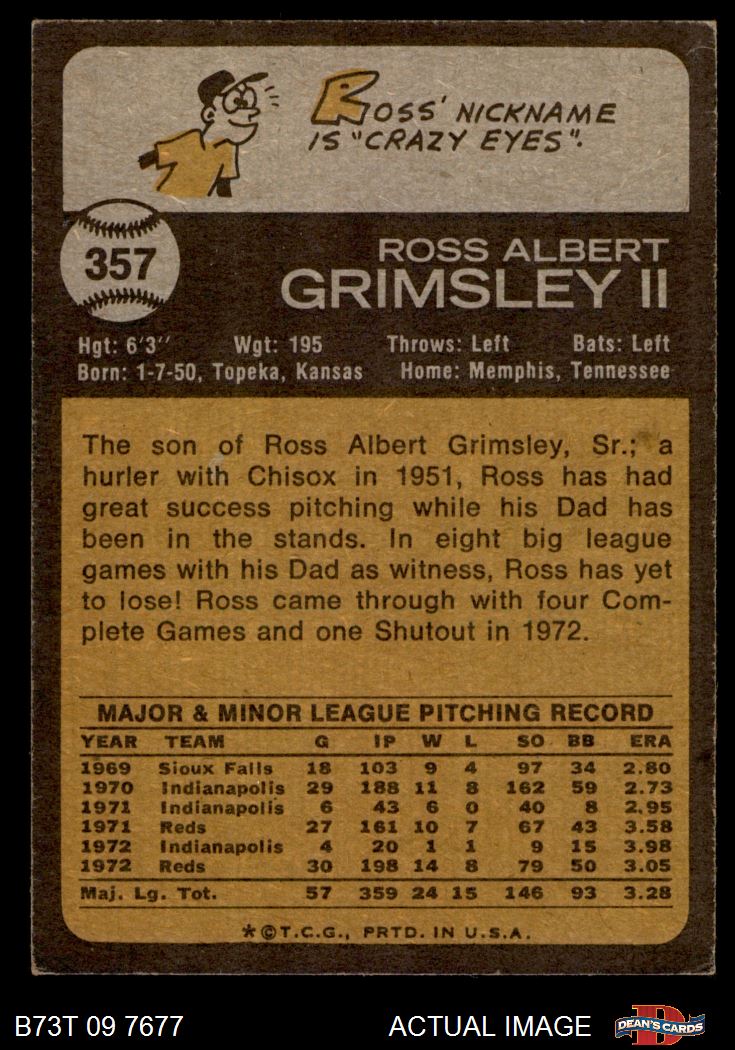 ROSS' NICKNAME
IS "CRAZY EYES".
357
ROSS ALBERT
GRIMSLEY II
Hgt: 6'3" Wgt: 195 Throws: Left Bats: Left
Born: 1-7-50, Topeka, Kansas Home: Memphis, Tennessee
The son of Ross Albert Grimsley, Sr.; a
hurler with Chisox in 1951, Ross has had
great success pitching while his Dad has
been in the stands. In eight big league
games with his Dad as witness, Ross has yet
to lose! Ross came through with four Com-
plete Games and one Shutout in 1972.
MAJOR & MINOR LEAGUE PITCHING RECORD
YEAR TEAM G IP W L SO BB ERA
1969 Sioux Falls 18 103 9 4 97 34 2.80
1970 Indianapolis 29 188 11 8 162 59 2.73
1971 Indianapolis 6 43 6 0 40 8 2.95
1971 Reds 27 161 10 7 67 43 3.58
1972 Indianapolis 4 20 1 1 9 15 3.98
1972 Reds 30 198 14 8 79 50 3.05
Maj. Lg. Tot. 57 359 24 15 146 93 3.28
*©T.C.G., PRTD. IN U.S.A.
B73T 09 7677 ACTUAL IMAGE D DEAN'S CARDS